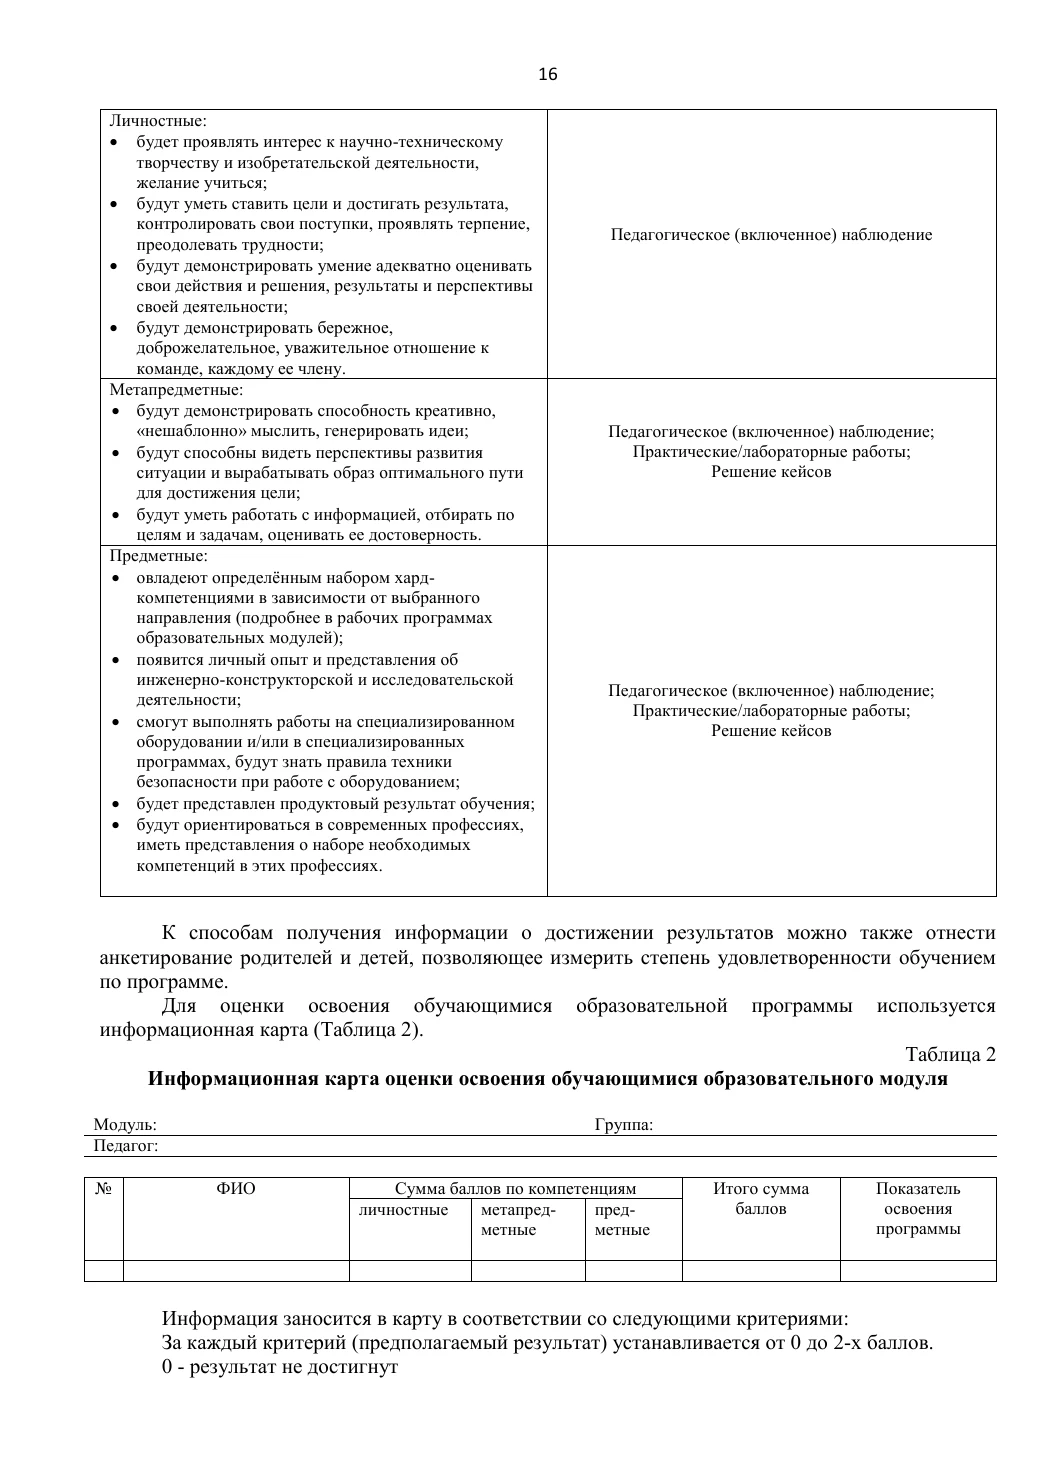 16
Личностные:
• будет проявлять интерес к научно-техническому
творчеству и изобретательской деятельности,
желание учиться;
• будут уметь ставить цели и достигать результата,
контролировать свои поступки, проявлять терпение,
преодолевать трудности;
• будут демонстрировать умение адекватно оценивать
свои действия и решения, результаты и перспективы
своей деятельности;
• будут демонстрировать бережное,
доброжелательное, уважительное отношение к
команде, каждому ее члену.
Педагогическое (включенное) наблюдение
Метапредметные:
• будут демонстрировать способность креативно,
«нешаблонно» мыслить, генерировать идеи;
• будут способны видеть перспективы развития
ситуации и вырабатывать образ оптимального пути
для достижения цели;
• будут уметь работать с информацией, отбирать по
целям и задачам, оценивать ее достоверность.
Педагогическое (включенное) наблюдение;
Практические/лабораторные работы;
Решение кейсов
Предметные:
• овладеют определённым набором хард-
компетенциями в зависимости от выбранного
направления (подробнее в рабочих программах
образовательных модулей);
• появится личный опыт и представления об
инженерно-конструкторской и исследовательской
деятельности;
• смогут выполнять работы на специализированном
оборудовании и/или в специализированных
программах, будут знать правила техники
безопасности при работе с оборудованием;
• будет представлен продуктовый результат обучения;
• будут ориентироваться в современных профессиях,
иметь представления о наборе необходимых
компетенций в этих профессиях.
Педагогическое (включенное) наблюдение;
Практические/лабораторные работы;
Решение кейсов
К способам получения информации о достижении результатов можно также отнести
анкетирование родителей и детей, позволяющее измерить степень удовлетворенности обучением
по программе.
Для оценки освоения обучающимися образовательной программы используется
информационная карта (Таблица 2).
Таблица 2
Информационная карта оценки освоения обучающимися образовательного модуля
Модуль: Группа:
Педагог:
№ ФИО Сумма баллов по компетенциям Итого сумма Показатель
личностные метапред- пред- баллов освоения
метные метные программы
Информация заносится в карту в соответствии со следующими критериями:
За каждый критерий (предполагаемый результат) устанавливается от 0 до 2-х баллов.
0 - результат не достигнут